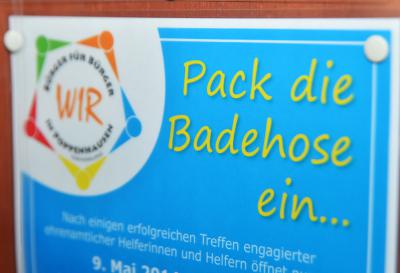 BÜRGER FÜR BÜRGER
WIR
IN POPPENHAUSEN
Pack die
Badehose
ein...
Nach einigen erfolgreichen Treffen engagierter
ehrenamtlicher Helferinnen und Helfern öffnet
9. Mai